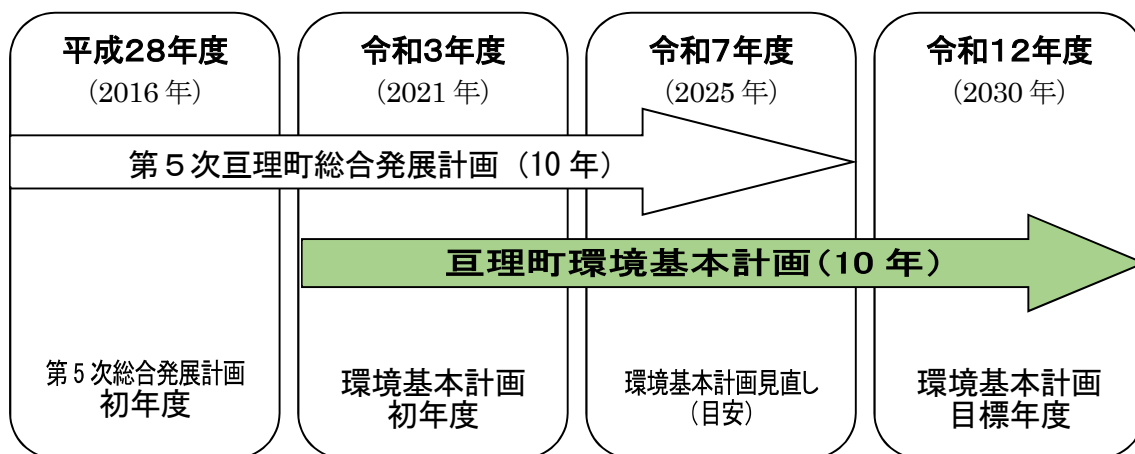 平成28年度
(2016 年)
令和3年度
(2021 年)
令和7年度
(2025 年)
令和12年度
(2030 年)
第５次亘理町総合発展計画（10 年）
亘理町環境基本計画（10 年）
第５次総合発展計画
初年度
環境基本計画
初年度
環境基本計画見直し
（目安）
環境基本計画
目標年度